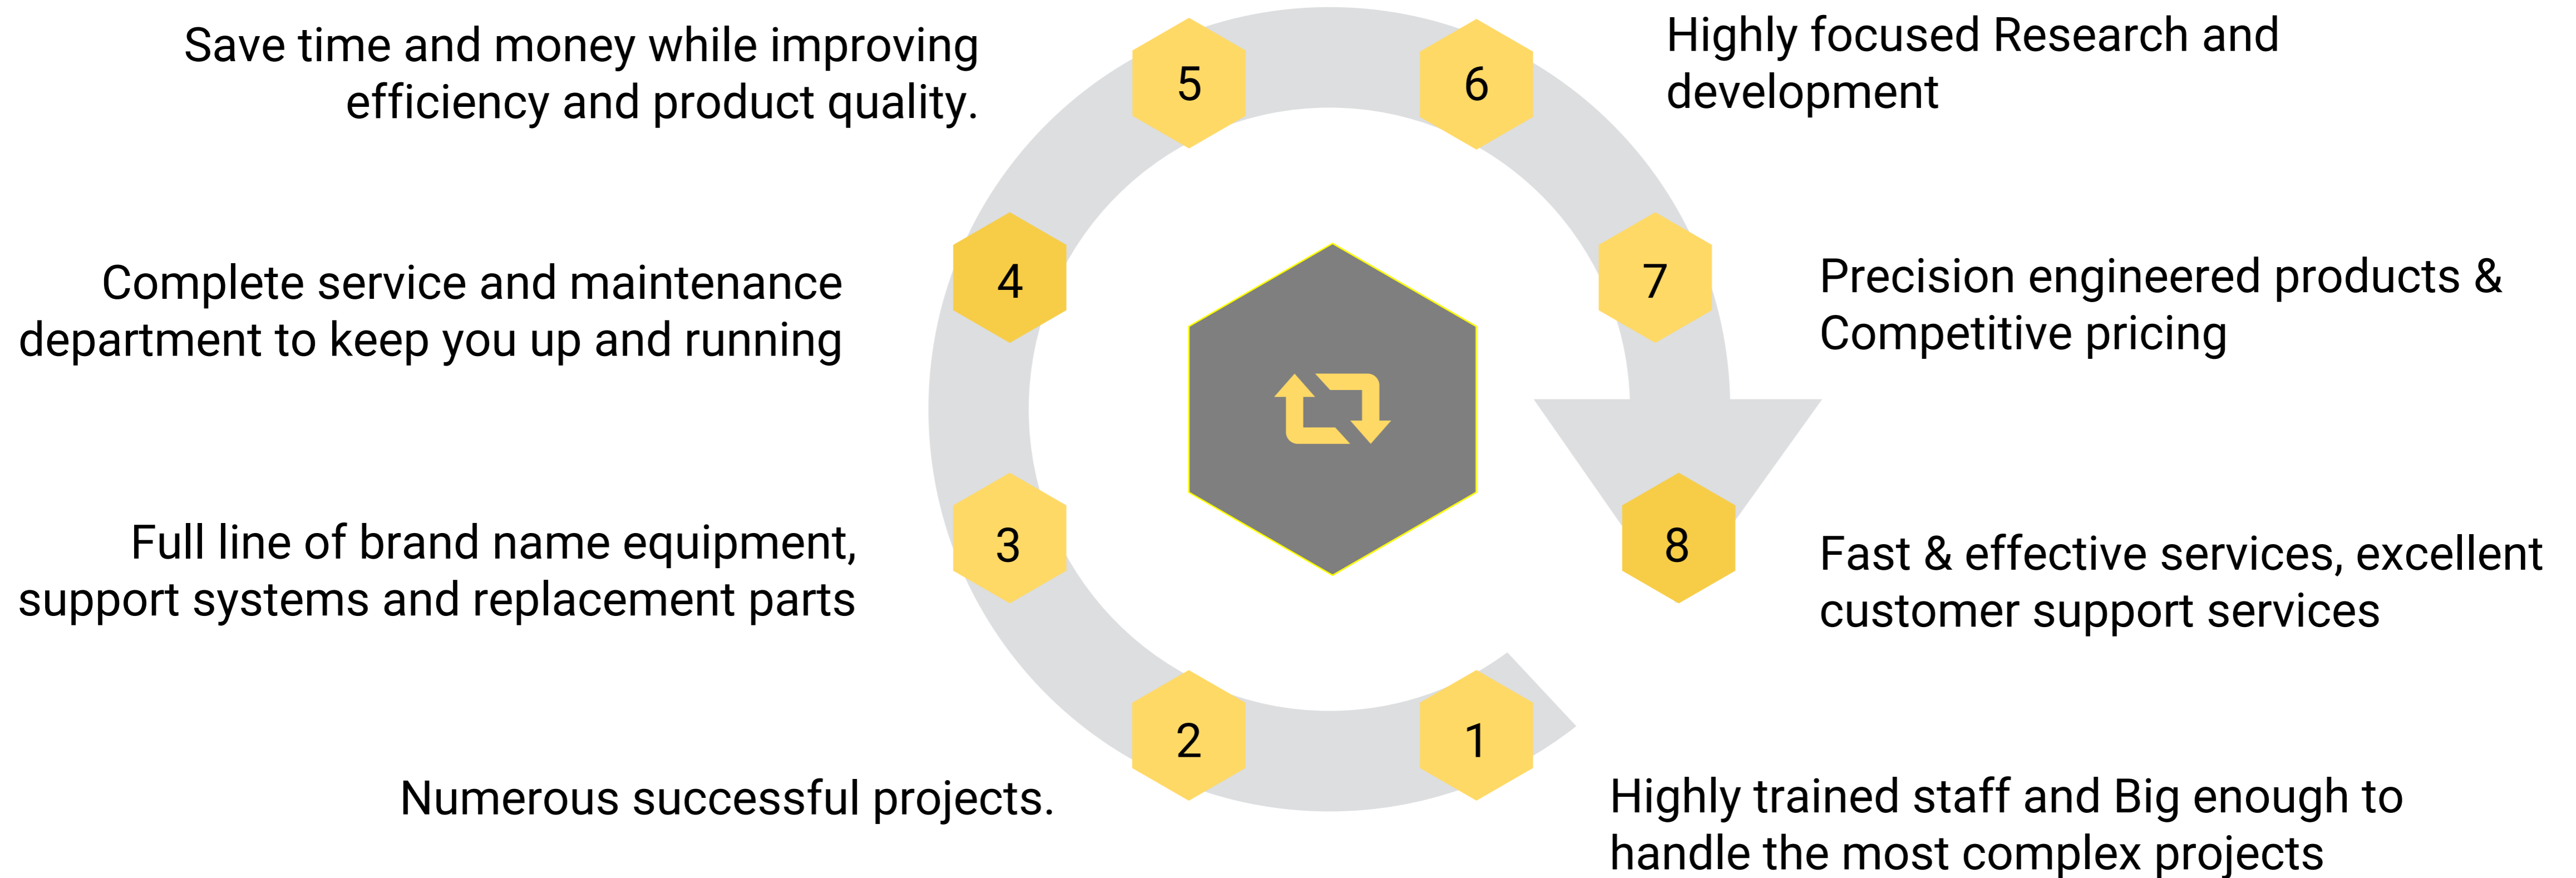 Save time and money while improving
efficiency and product quality.
5
6
Highly focused Research and
development
Complete service and maintenance
department to keep you up and running
4
7
Precision engineered products &
Competitive pricing
Full line of brand name equipment,
support systems and replacement parts
3
8
Fast & effective services, excellent
customer support services
Numerous successful projects.
2
1
Highly trained staff and Big enough to
handle the most complex projects